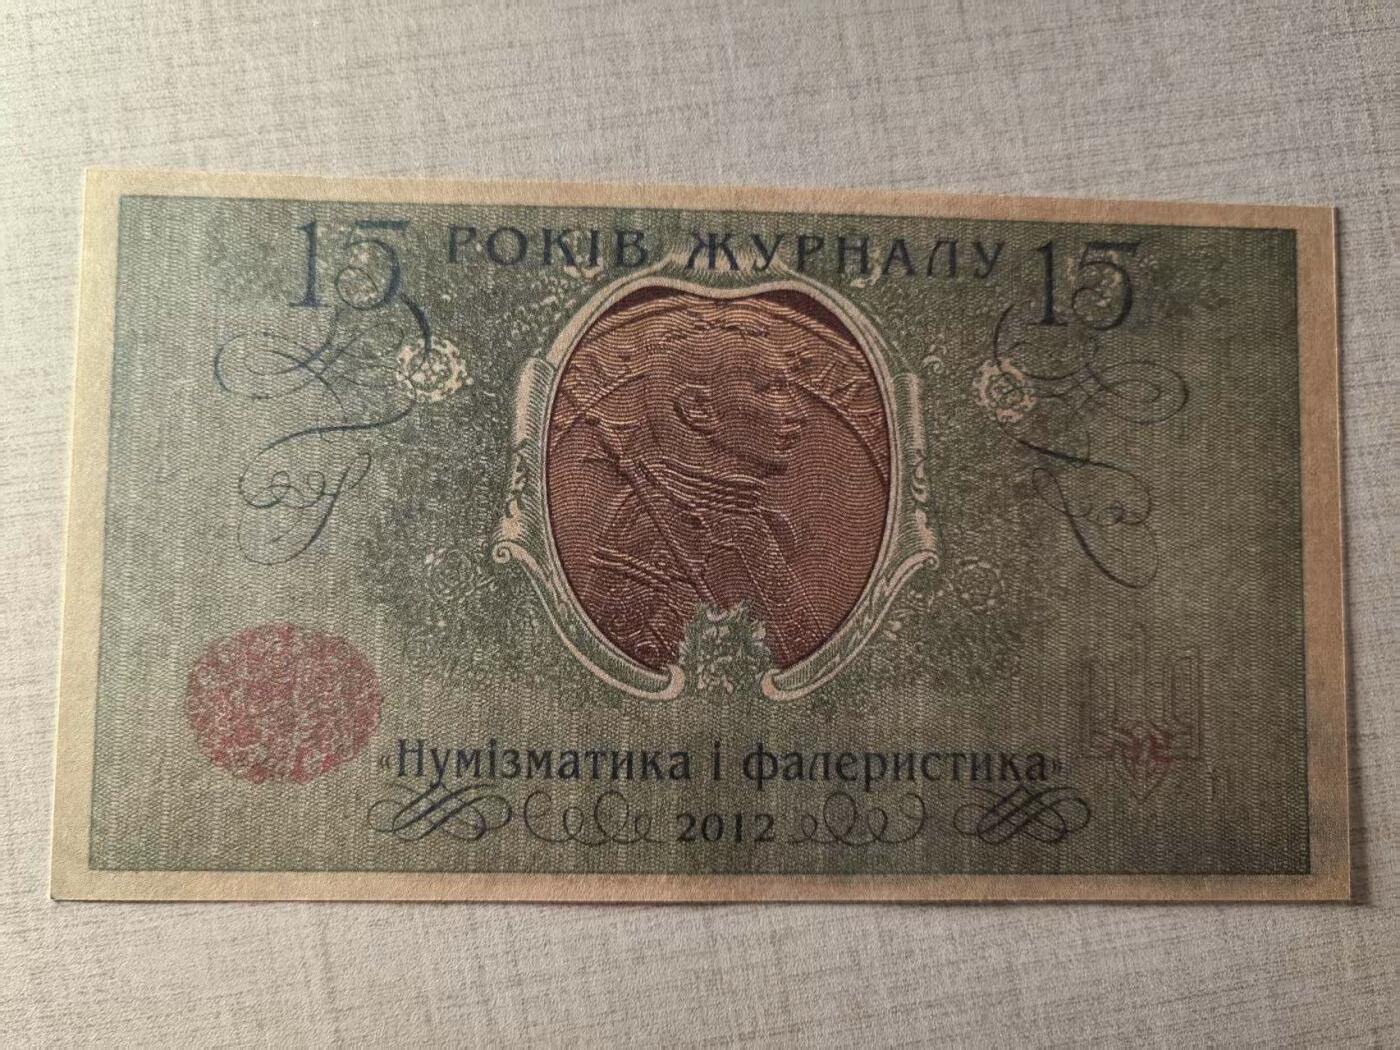 15 РОКІВ ЖУРНАЛУ 15
«Нумізматика і фалеристика»
2012